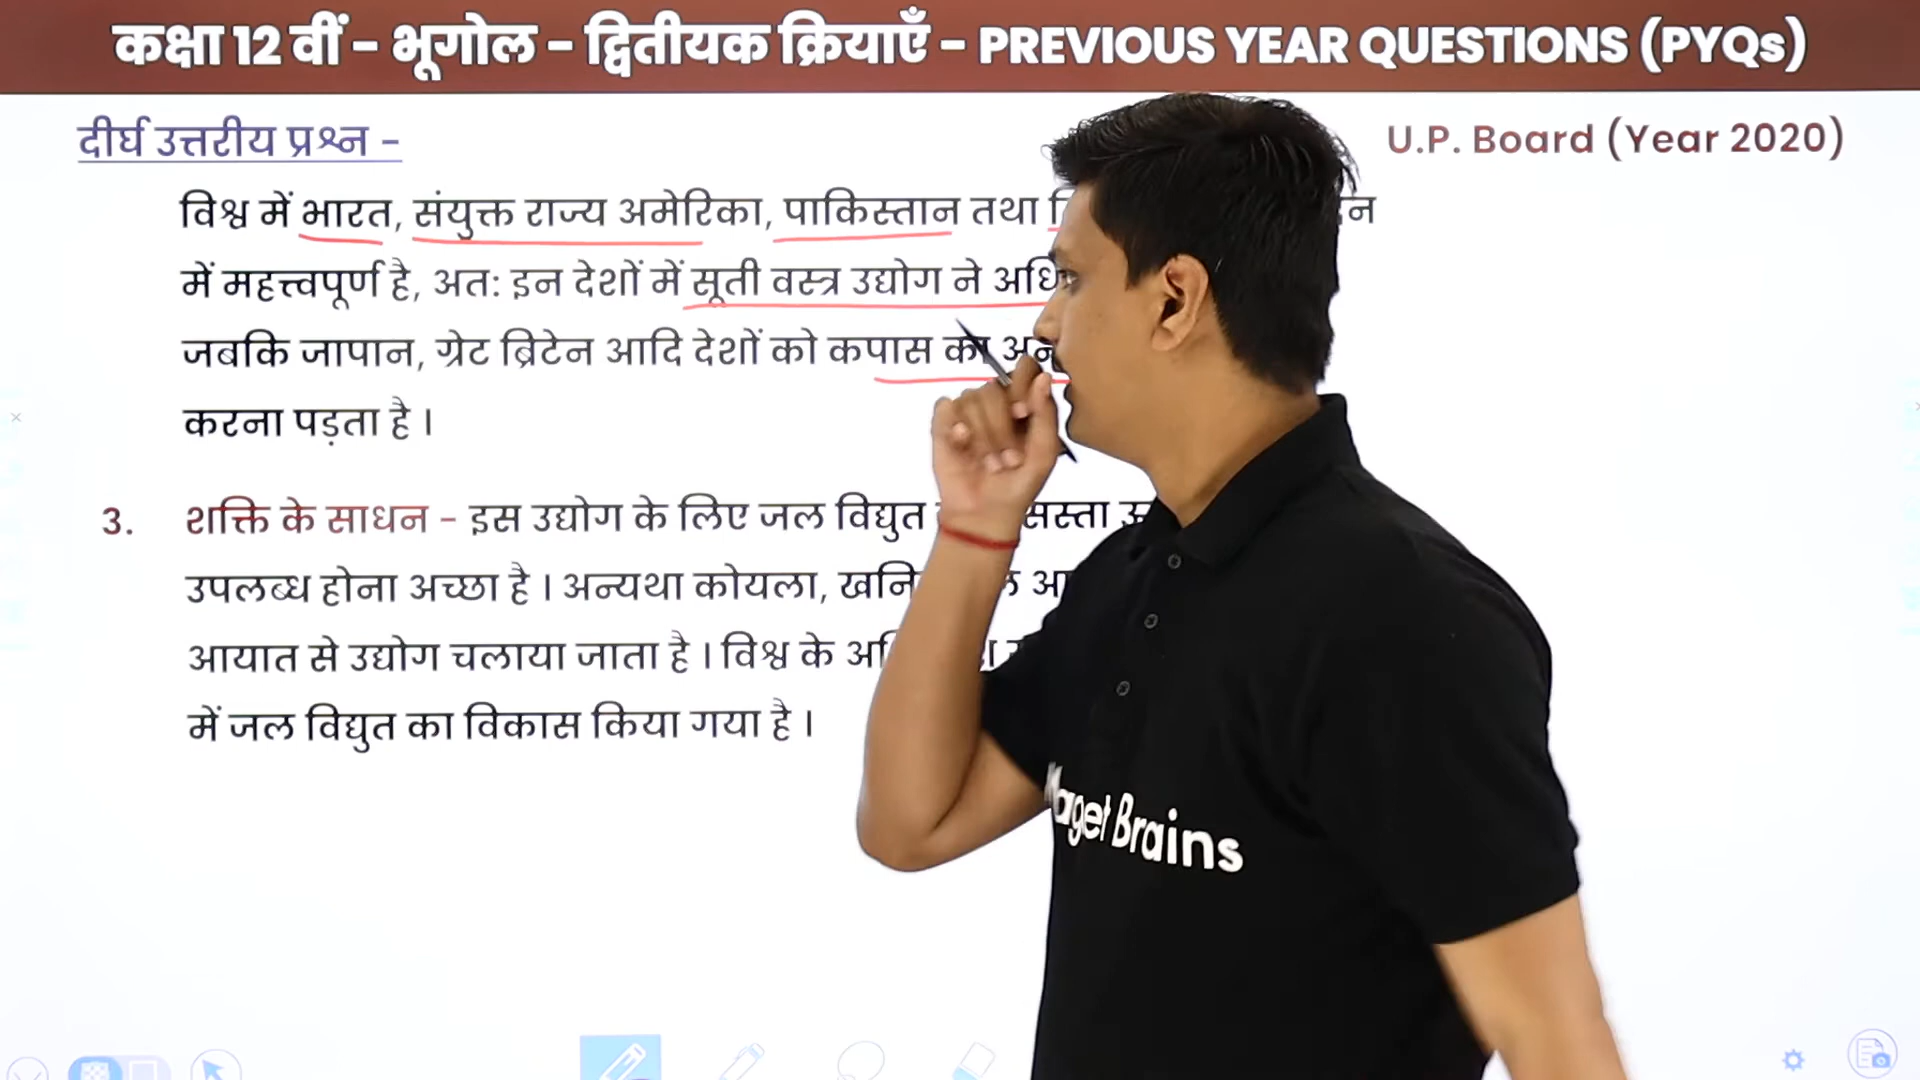 कक्षा 12 वीं – भूगोल – द्वितीयक क्रियाएँ – PREVIOUS YEAR QUESTIONS (PYQs)
दीर्घ उत्तरीय प्रश्न –
U.P. Board (Year 2020)
विश्व में भारत, संयुक्त राज्य अमेरिका, पाकिस्तान तथा
में महत्त्वपूर्ण है, अतः इन देशों में सूती वस्त्र उद्योग ने
जबकि जापान, ग्रेट ब्रिटेन आदि देशों को कपास का
करना पड़ता है ।
3. शक्ति के साधन – इस उद्योग के लिए जल विद्युत सस्ता
उपलब्ध होना अच्छा है । अन्यथा कोयला,
आयात से उद्योग चलाया जाता है । विश्व के
में जल विद्युत का विकास किया गया है ।
Maget Brains